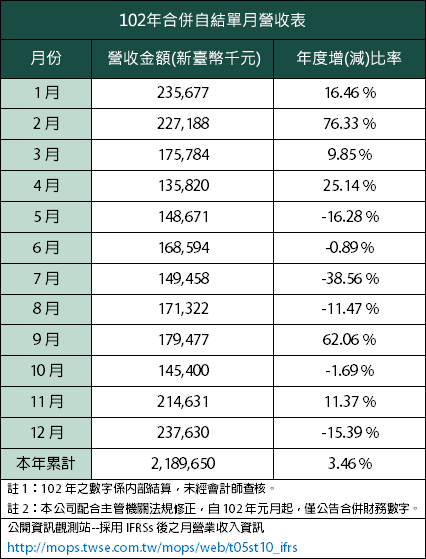 102年合併自結單月營收表
月份 營收金額(新臺幣千元) 年度增(減)比率
1 月 235,677 16.46 %
2 月 227,188 76.33 %
3 月 175,784 9.85 %
4 月 135,820 25.14 %
5 月 148,671 -16.28 %
6 月 168,594 -0.89 %
7 月 149,458 -38.56 %
8 月 171,322 -11.47 %
9 月 179,477 62.06 %
10 月 145,400 -1.69 %
11 月 214,631 11.37 %
12 月 237,630 -15.39 %
本年累計 2,189,650 3.46 %
註 1：102 年之數字係內部結算，未經會計師查核。
註 2：本公司配合主管機關法規修正，自 102 年元月起，僅公告合併財務數字。
公開資訊觀測站--採用 IFRSs 後之月營業收入資訊
http://mops.twse.com.tw/mops/web/t05st10_ifrs